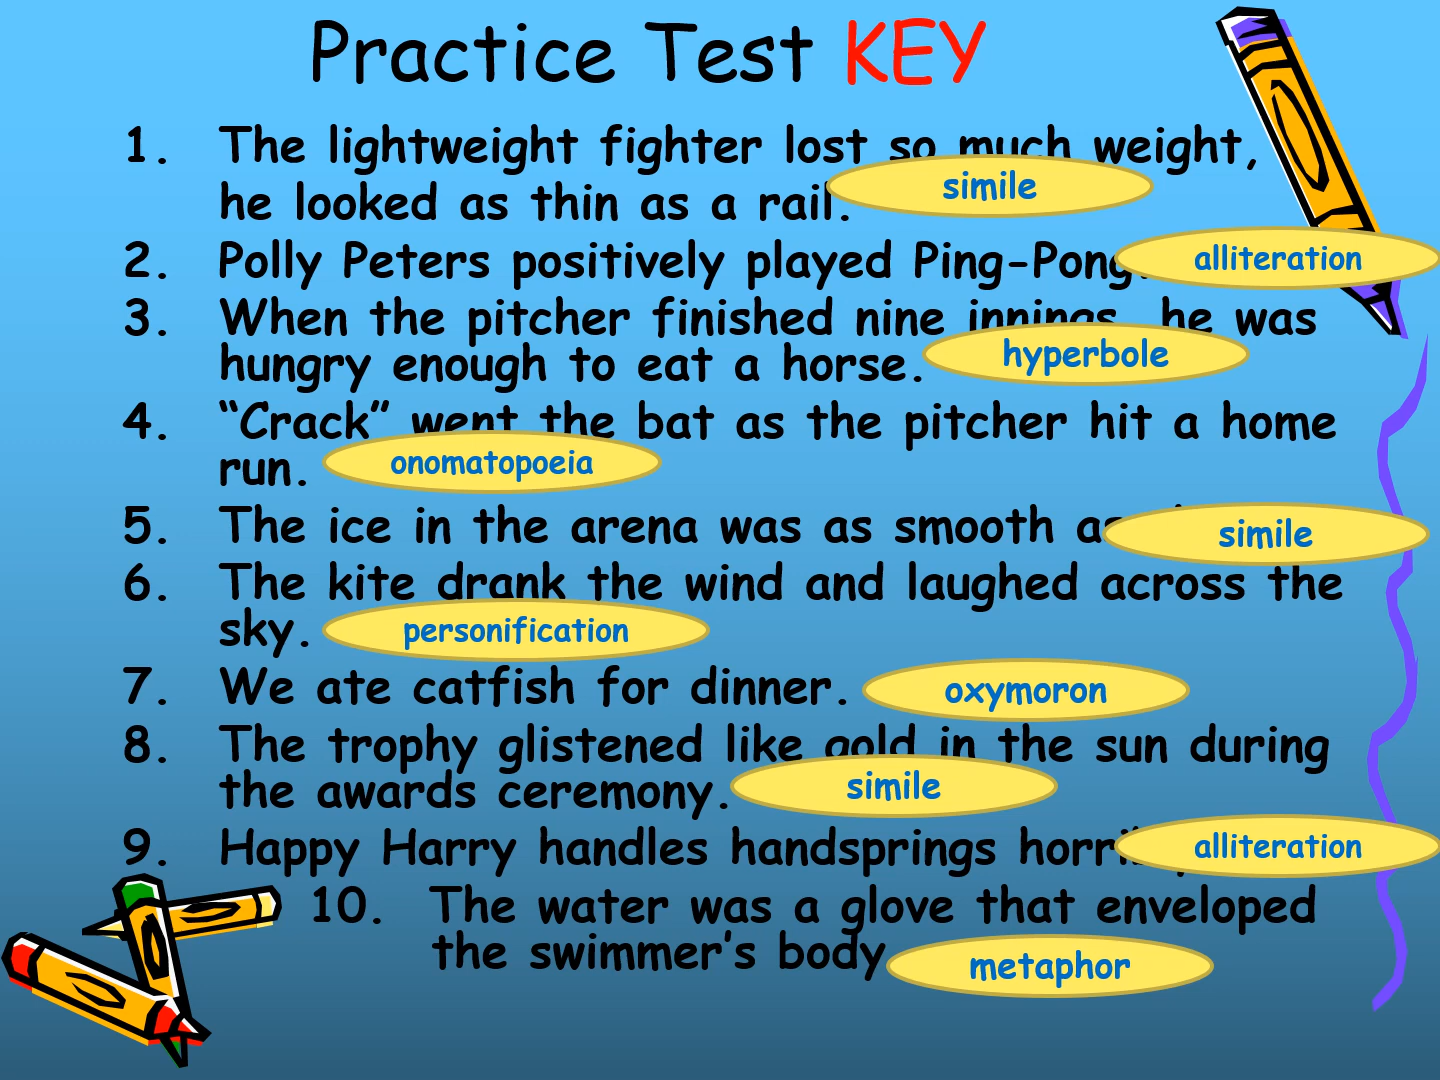 Practice Test KEY
1. The lightweight fighter lost so much weight,
simile
he looked as thin as a rail.
2. Polly Peters positively played Ping-Pong.
alliteration
3. When the pitcher finished nine innings, he was
hungry enough to eat a horse.
hyperbole
4. “Crack” went the bat as the pitcher hit a home
run.
onomatopoeia
5. The ice in the arena was as smooth as
simile
6. The kite drank the wind and laughed across the
sky.
personification
7. We ate catfish for dinner.
oxymoron
8. The trophy glistened like gold in the sun during
the awards ceremony.
simile
9. Happy Harry handles handsprings
alliteration
10. The water was a glove that enveloped
the swimmer’s body
metaphor